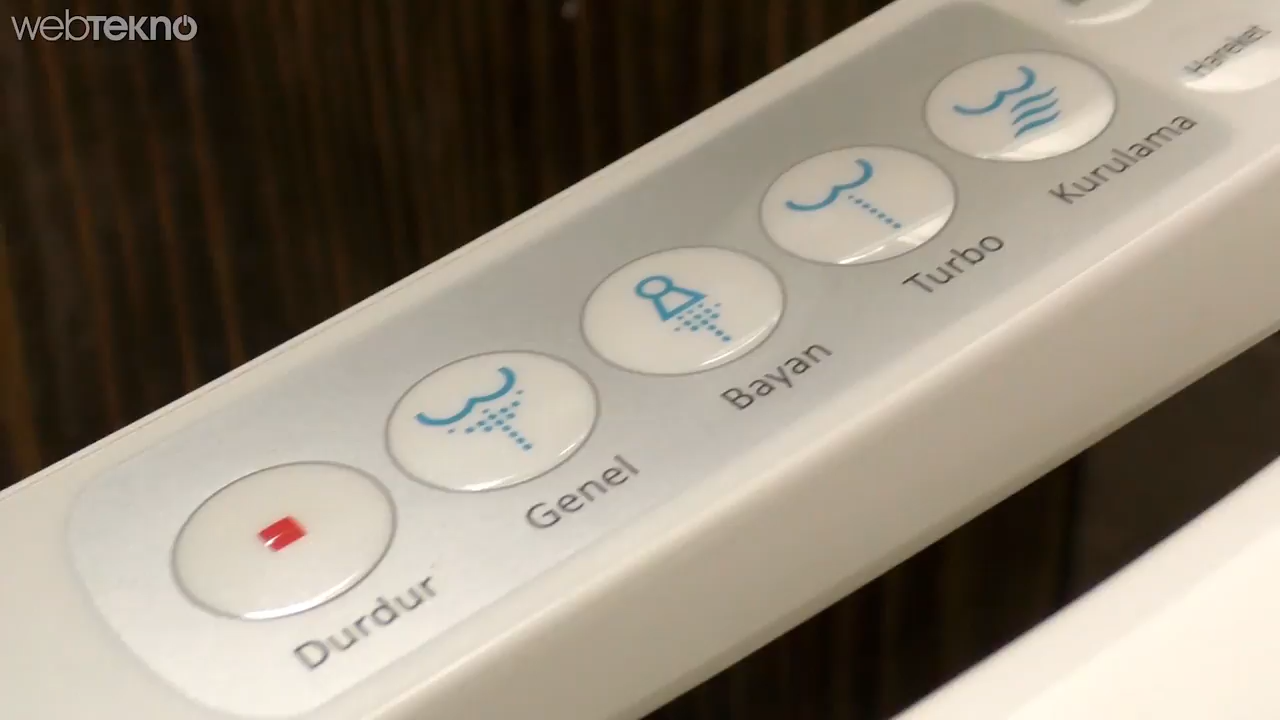 webTEKNO
Durdur
Genel
Bayan
Turbo
Kurulama
Hareket